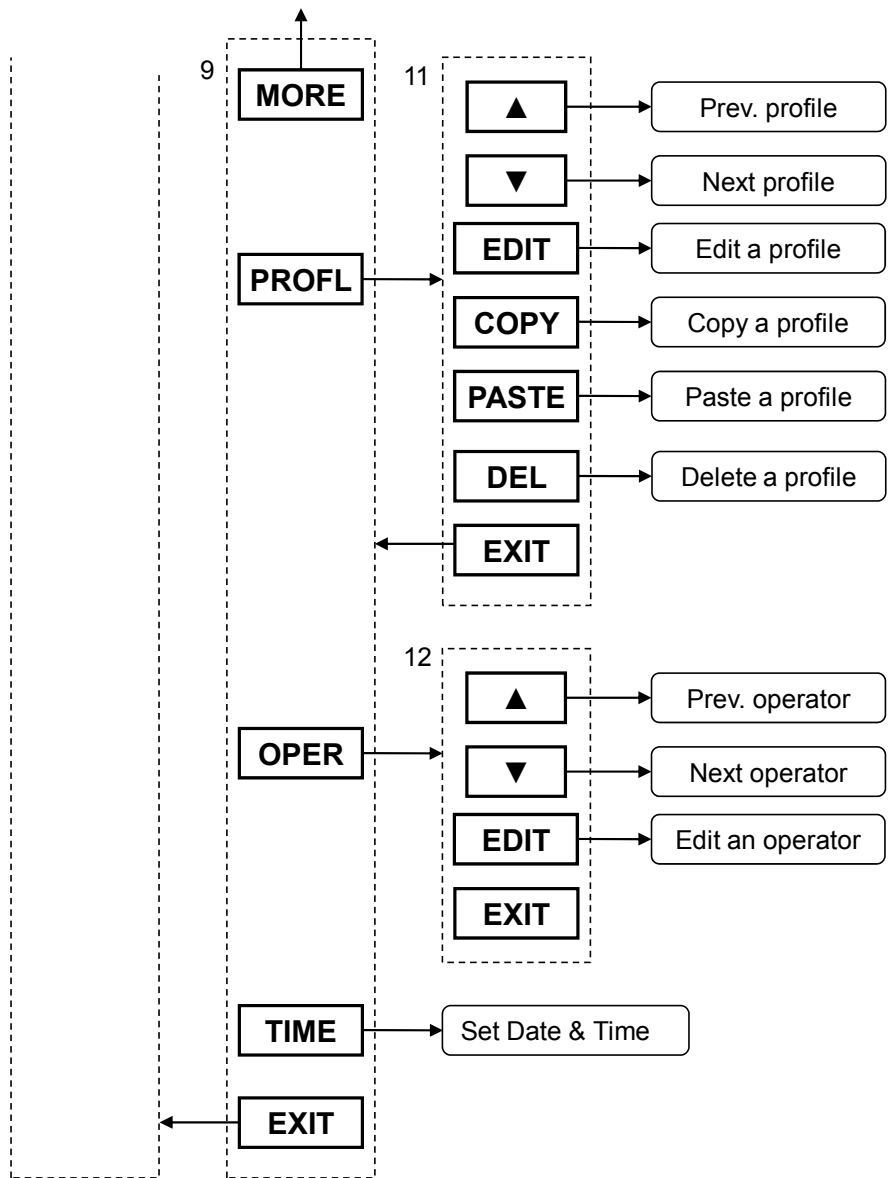 9
MORE
11
▲
Prev. profile
▼
Next profile
EDIT
Edit a profile
PROFL
COPY
Copy a profile
PASTE
Paste a profile
DEL
Delete a profile
EXIT
12
▲
Prev. operator
OPER
▼
Next operator
EDIT
Edit an operator
EXIT
TIME
Set Date & Time
EXIT